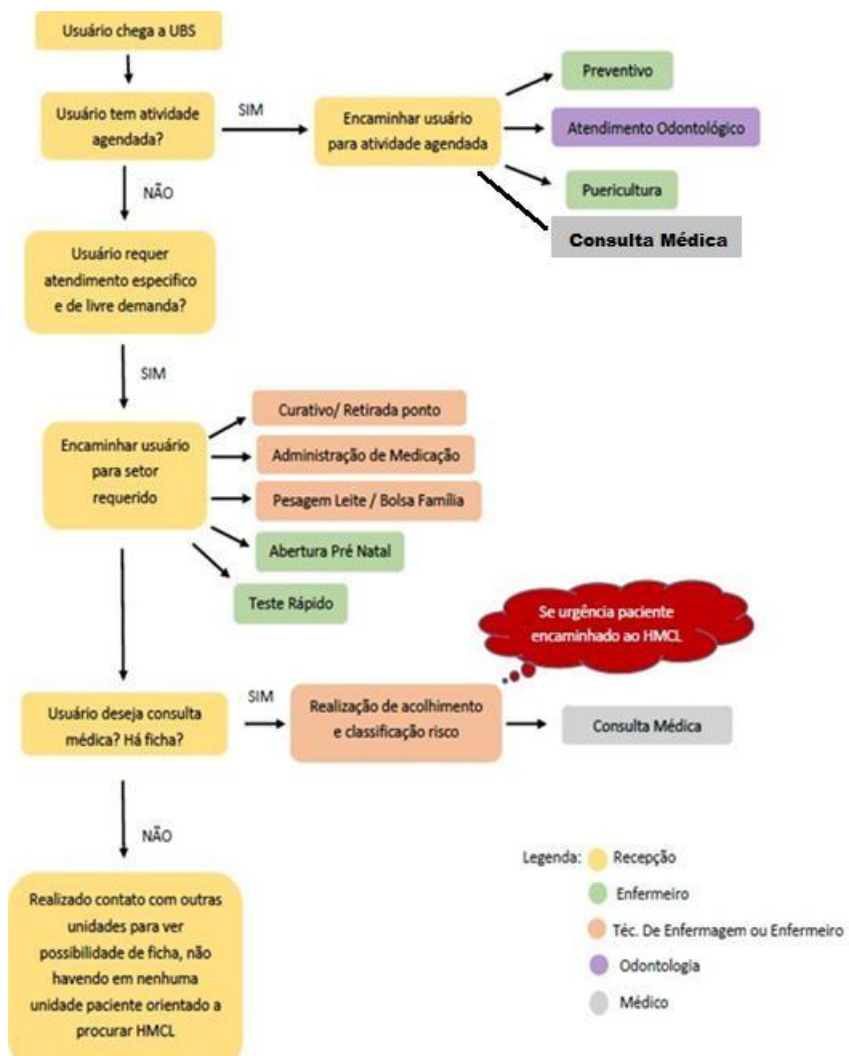 Usuário chega a UBS
Usuário tem atividade
agendada?
SIM
Encaminhar usuário
para atividade agendada
Preventivo
Atendimento Odontológico
Puericultura
Consulta Médica
NÃO
Usuário requer
atendimento especifico
e de livre demanda?
SIM
Encaminhar usuário
para setor
requerido
Curativo/ Retirada ponto
Administração de Medicação
Pesagem Leite / Bolsa Família
Abertura Pré Natal
Teste Rápido
Se urgência paciente
encaminhado ao HMCL
Usuário deseja consulta
médica? Há ficha?
SIM
Realização de acolhimento
e classificação risco
Consulta Médica
NÃO
Realizado contato com outras
unidades para ver
possibilidade de ficha, não
havendo em nenhuma
unidade paciente orientado a
procurar HMCL
Legenda:
Recepção
Enfermeiro
Téc. De Enfermagem ou Enfermeiro
Odontologia
Médico